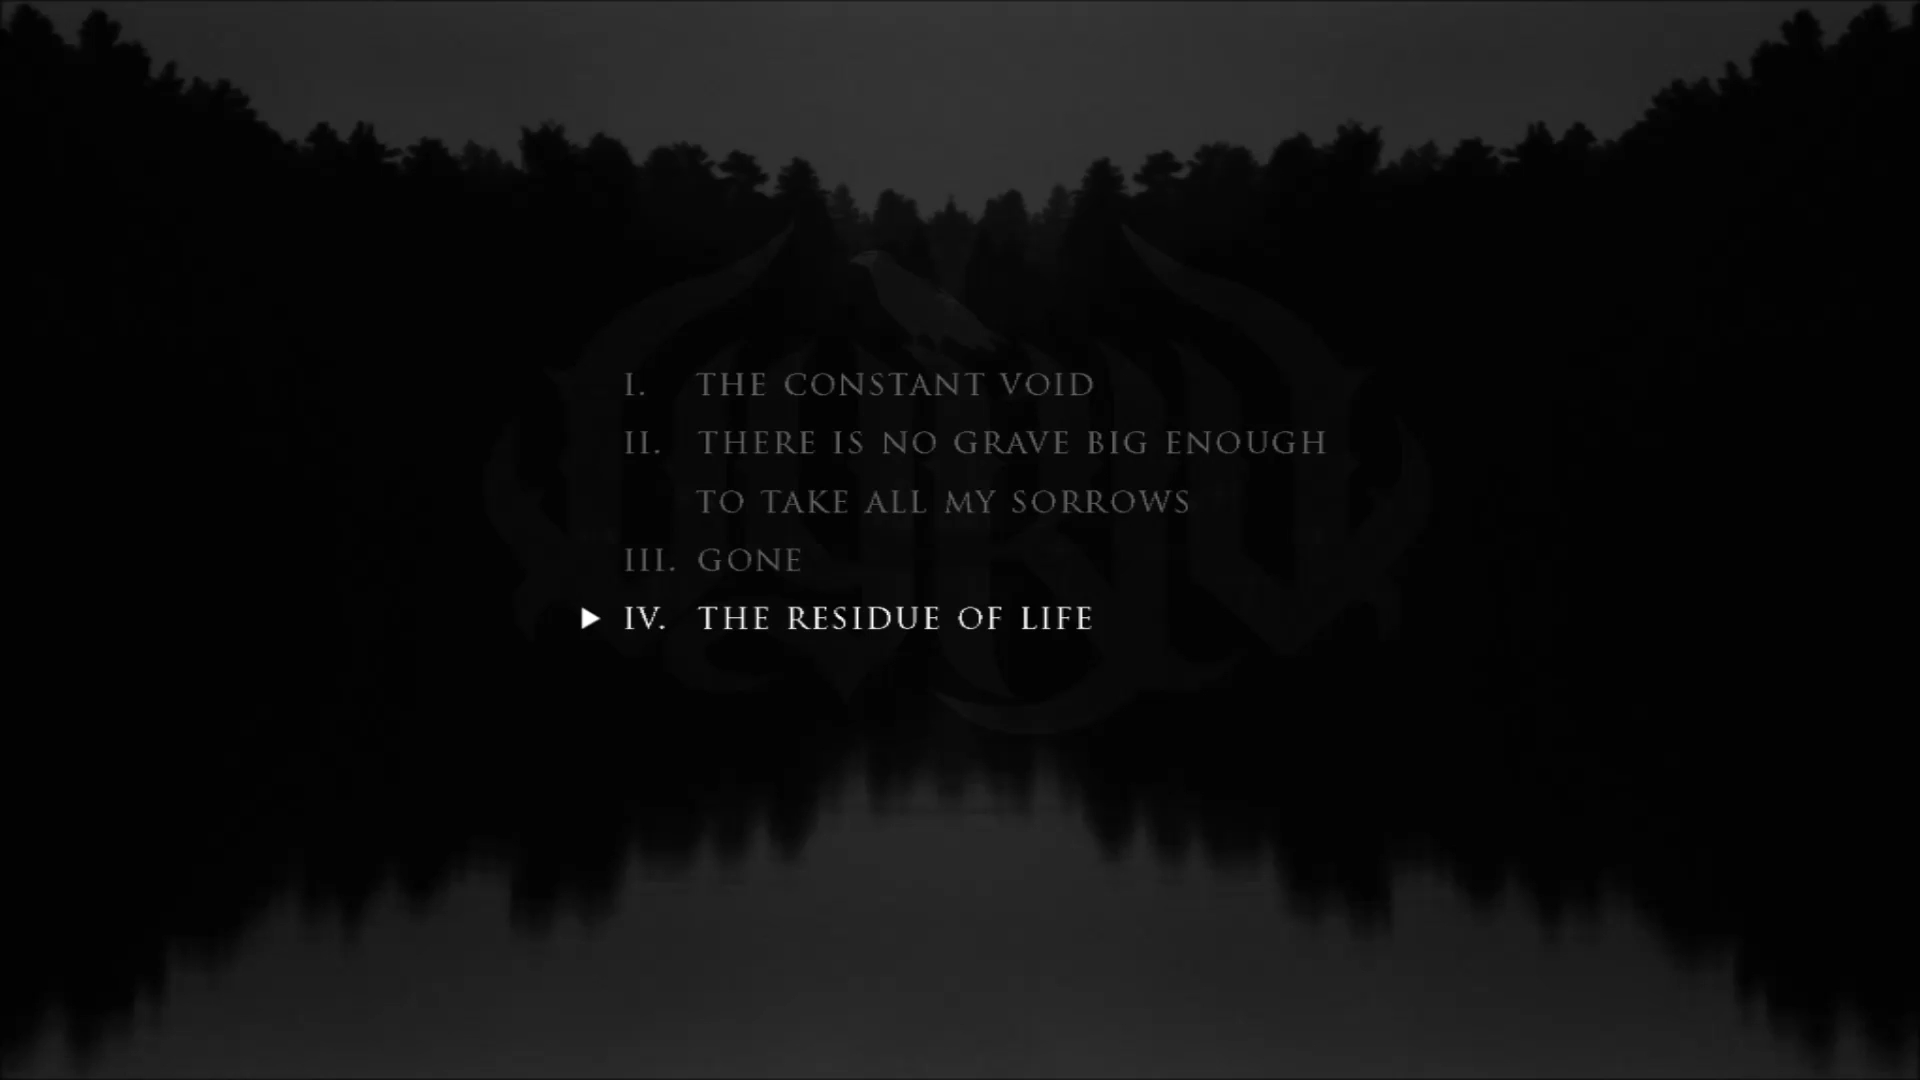 I. THE CONSTANT VOID
II. THERE IS NO GRAVE BIG ENOUGH
TO TAKE ALL MY SORROWS
III. GONE
IV. THE RESIDUE OF LIFE